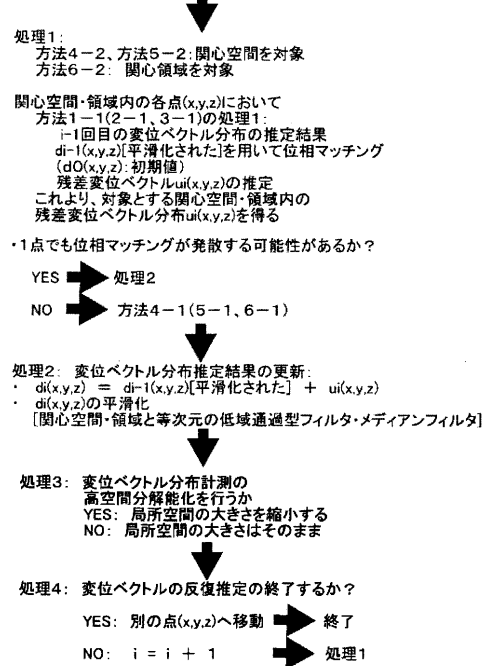 処理1:
方法4-2、方法5-2:関心空間を対象
方法6-2: 関心領域を対象
関心空間・領域内の各点(x,y,z)において
方法1-1(2-1、3-1)の処理1:
i-1回目の変位ベクトル分布の推定結果
di-1(x,y,z)[平滑化された]を用いて位相マッチング
(d0(x,y,z):初期値)
残差変位ベクトルui(x,y,z)の推定
これより、対象とする関心空間・領域内の
残差変位ベクトル分布ui(x,y,z)を得る
・1点でも位相マッチングが発散する可能性があるか?
YES 処理2
NO 方法4-1(5-1、6-1)
処理2: 変位ベクトル分布推定結果の更新:
・ di(x,y,z) = di-1(x,y,z)[平滑化された] + ui(x,y,z)
・ di(x,y,z)の平滑化
[関心空間・領域と等次元の低域通過型フィルタ・メディアンフィルタ]
処理3: 変位ベクトル分布計測の
高空間分解能化を行うか
YES: 局所空間の大きさを縮小する
NO: 局所空間の大きさはそのまま
処理4: 変位ベクトルの反復推定の終了するか?
YES: 別の点(x,y,z)へ移動 終了
NO: i = i + 1 処理1